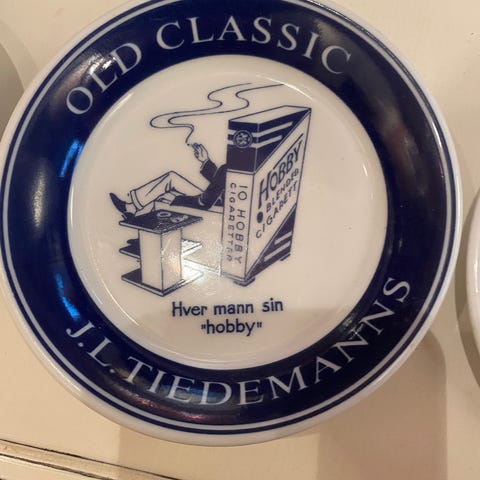 OLD CLASSIC
10 HOBBY
CIGARETTER
HOBBY
BLENDED
CIGARETT
Hver mann sin
"hobby"
J.L. TIEDEMANNS